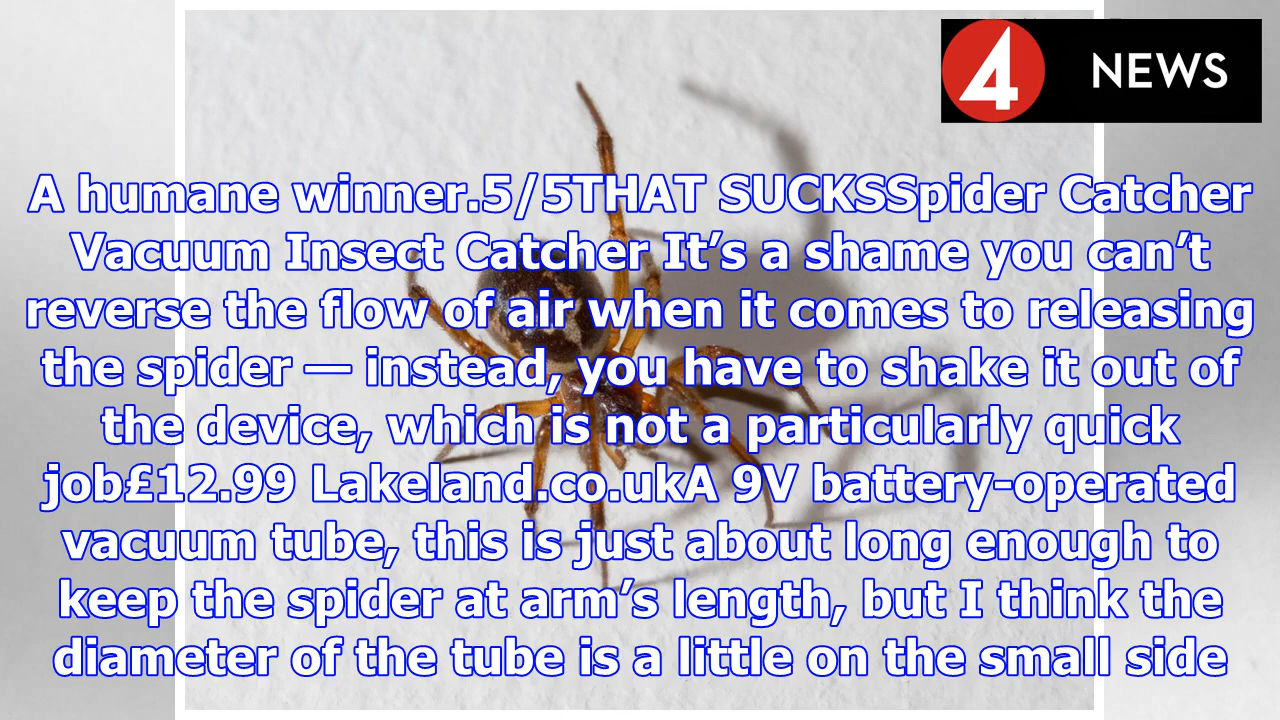 4 NEWS
A humane winner.5/5THAT SUCKSSpider Catcher
Vacuum Insect Catcher It’s a shame you can’t
reverse the flow of air when it comes to releasing
the spider — instead, you have to shake it out of
the device, which is not a particularly quick
job£12.99 Lakeland.co.ukA 9V battery-operated
vacuum tube, this is just about long enough to
keep the spider at arm’s length, but I think the
diameter of the tube is a little on the small side